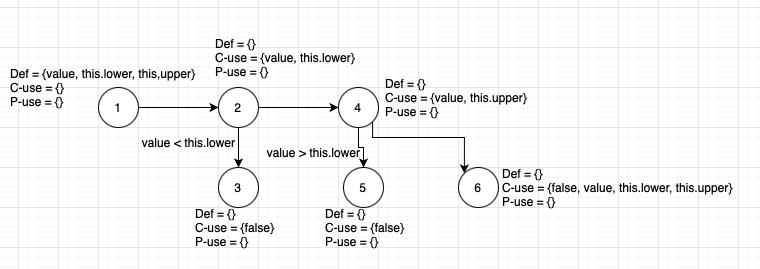 Def = {}
C-use = {value, this.lower}
P-use = {}
Def = {value, this.lower, this,upper}
C-use = {}
P-use = {}
Def = {}
C-use = {value, this.upper}
P-use = {}
1
2
4
value < this.lower
value > this.lower
3
5
6
Def = {}
C-use = {false, value, this.lower, this.upper}
P-use = {}
Def = {}
C-use = {false}
P-use = {}
Def = {}
C-use = {false}
P-use = {}